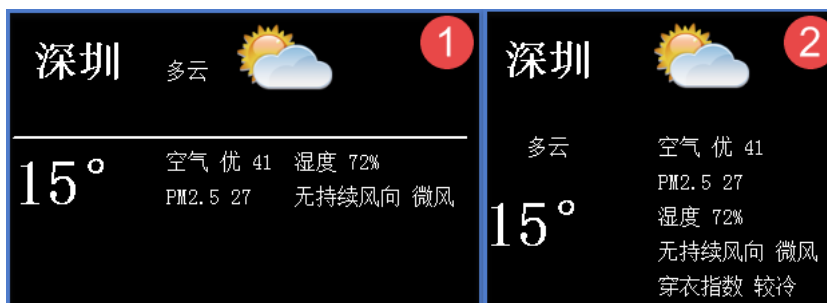 深圳 多云 1
15° 空气 优 41 湿度 72%
PM2.5 27 无持续风向 微风
深圳 2
多云 空气 优 41
PM2.5 27
15° 湿度 72%
无持续风向 微风
穿衣指数 较冷